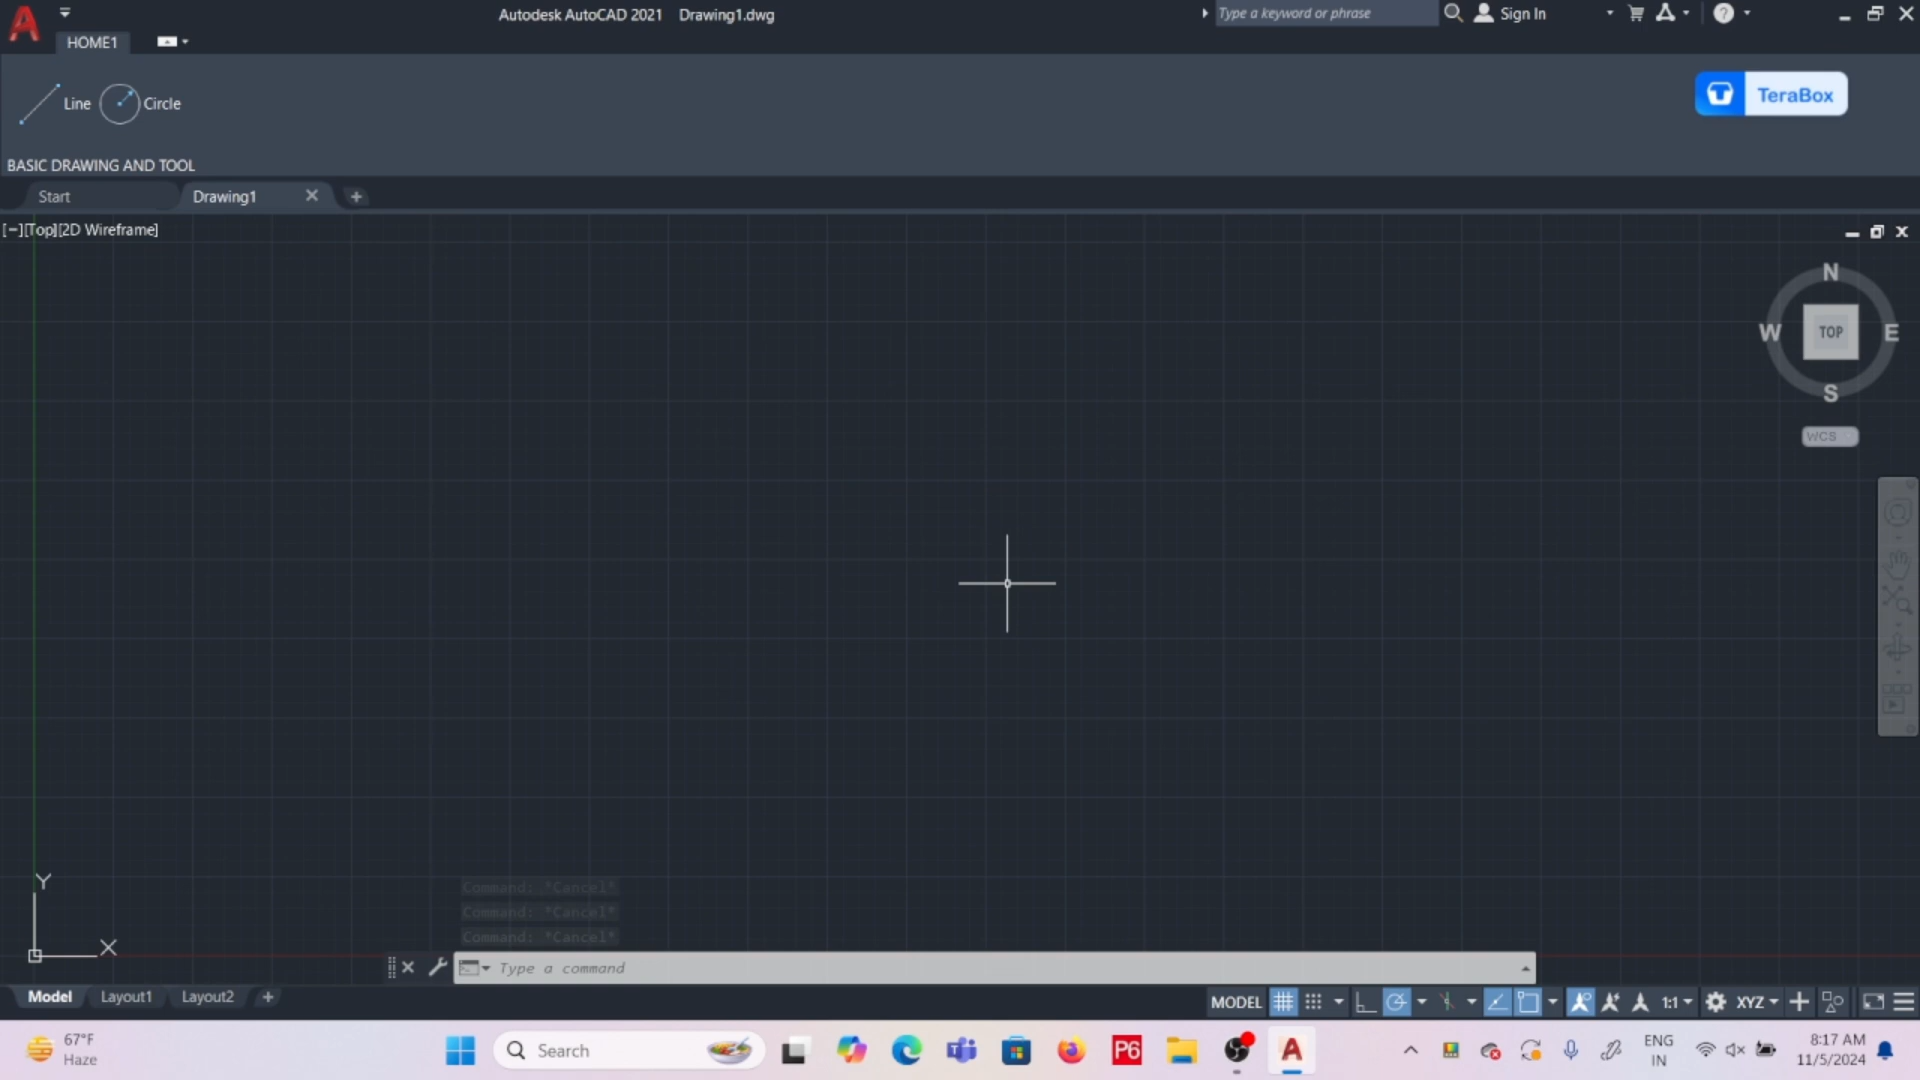 Autodesk AutoCAD 2021 Drawing1.dwg
Type a keyword or phrase
Sign In
HOME1
Line
Circle
TeraBox
BASIC DRAWING AND TOOL
Start
Drawing1
[−][Top][2D Wireframe]
N
W
TOP
E
S
WCS
Y
X
Command: *Cancel*
Command: *Cancel*
Command: *Cancel*
Type a command
Model
Layout1
Layout2
MODEL
1:1
XYZ
67°F
Haze
Search
P6
ENG
IN
8:17 AM
11/5/2024